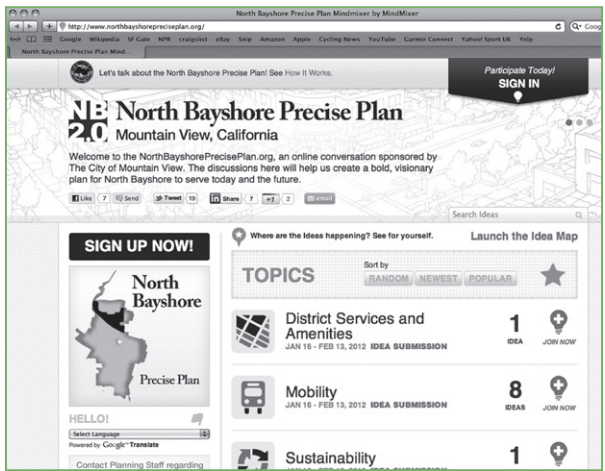 North Bayshore Precise Plan Mindmixer by MindMixer
http://www.northbayshorepreciseplan.org/
Google Wikipedia SF Gate NPR craigslist eBay Snip Amazon Apple Cycling News YouTube Garmin Connect Yahoo! Sport UK Yelp
North Bayshore Precise Plan Mind...
Let's talk about the North Bayshore Precise Plan! See How It Works.
Participate Today!
SIGN IN
NB
2.0
North Bayshore Precise Plan
Mountain View, California
Welcome to the NorthBayshorePrecisePlan.org, an online conversation sponsored by
The City of Mountain View. The discussions here will help us create a bold, visionary
plan for North Bayshore to serve today and the future.
Like 7 Send Tweet 19 Share 7 +1 2 email
Search Ideas
SIGN UP NOW!
North
Bayshore
Precise Plan
HELLO!
Select Language
Powered by Google™ Translate
Contact Planning Staff regarding
Where are the Ideas happening? See for yourself.
Launch the Idea Map
TOPICS
Sort by
RANDOM NEWEST POPULAR
District Services and
Amenities
JAN 16 - FEB 13, 2012 IDEA SUBMISSION
1
IDEA
JOIN NOW
Mobility
JAN 16 - FEB 13, 2012 IDEA SUBMISSION
8
IDEAS
JOIN NOW
Sustainability
1